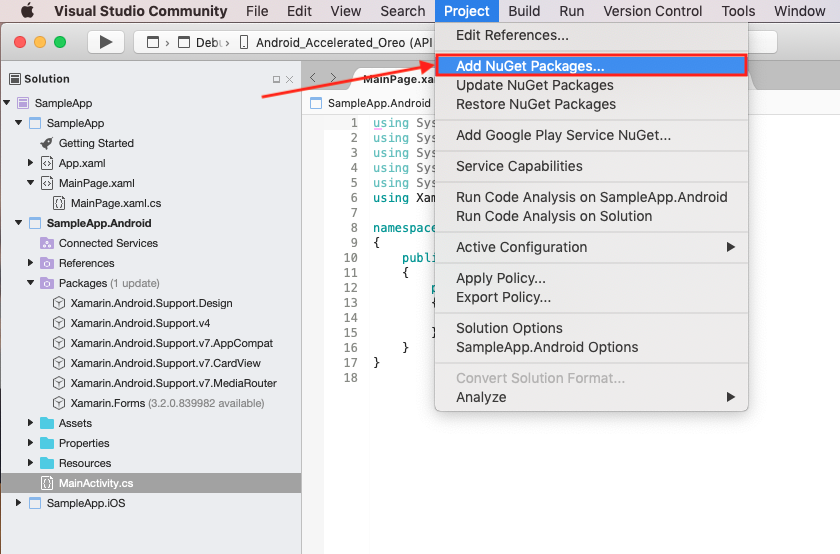 Visual Studio Community File Edit View Search Project Build Run Version Control Tools Window
Debu Android_Accelerated_Oreo (API
Solution
SampleApp
SampleApp
Getting Started
App.xaml
MainPage.xaml
MainPage.xaml.cs
SampleApp.Android
Connected Services
References
Packages (1 update)
Xamarin.Android.Support.Design
Xamarin.Android.Support.v4
Xamarin.Android.Support.v7.AppCompat
Xamarin.Android.Support.v7.CardView
Xamarin.Android.Support.v7.MediaRouter
Xamarin.Forms (3.2.0.839982 available)
Assets
Properties
Resources
MainActivity.cs
SampleApp.iOS
MainPage.xa
SampleApp.Android
1 using Sys
2 using Sys
3 using Sys
4 using Sys
5 using Sys
6 using Xam
7
8 namespace
9 {
10 publi
11 {
12 p
13 {
14
15 }
16 }
17 }
18
Edit References...
Add NuGet Packages...
Update NuGet Packages
Restore NuGet Packages
Add Google Play Service NuGet...
Service Capabilities
Run Code Analysis on SampleApp.Android
Run Code Analysis on Solution
Active Configuration
Apply Policy...
Export Policy...
Solution Options
SampleApp.Android Options
Convert Solution Format...
Analyze